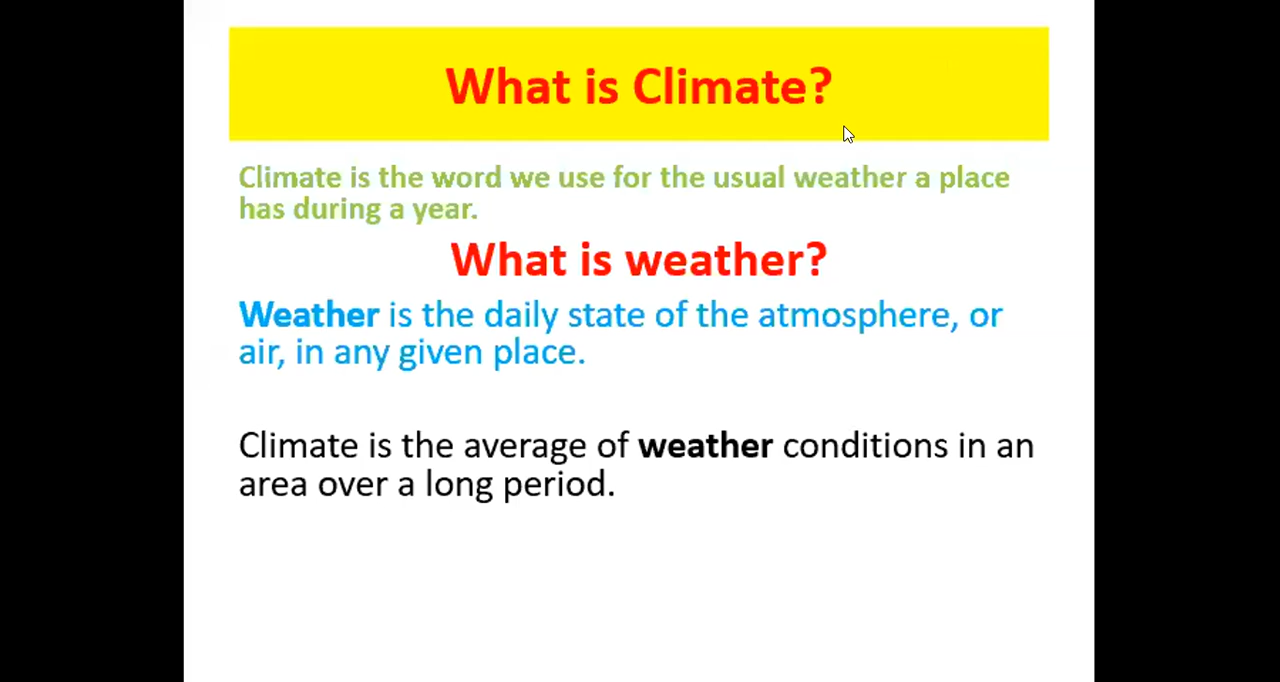 What is Climate?
Climate is the word we use for the usual weather a place
has during a year.
What is weather?
Weather is the daily state of the atmosphere, or
air, in any given place.
Climate is the average of weather conditions in an
area over a long period.